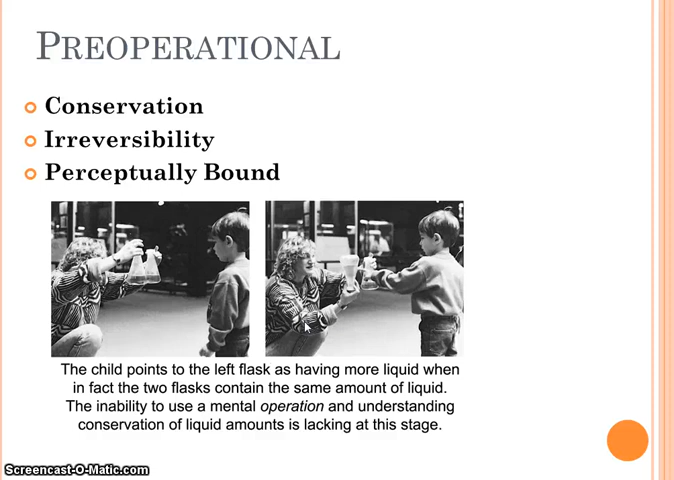 PREOPERATIONAL
Conservation
Irreversibility
Perceptually Bound
The child points to the left flask as having more liquid when
in fact the two flasks contain the same amount of liquid.
The inability to use a mental operation and understanding
conservation of liquid amounts is lacking at this stage.
Screencast-O-Matic.com